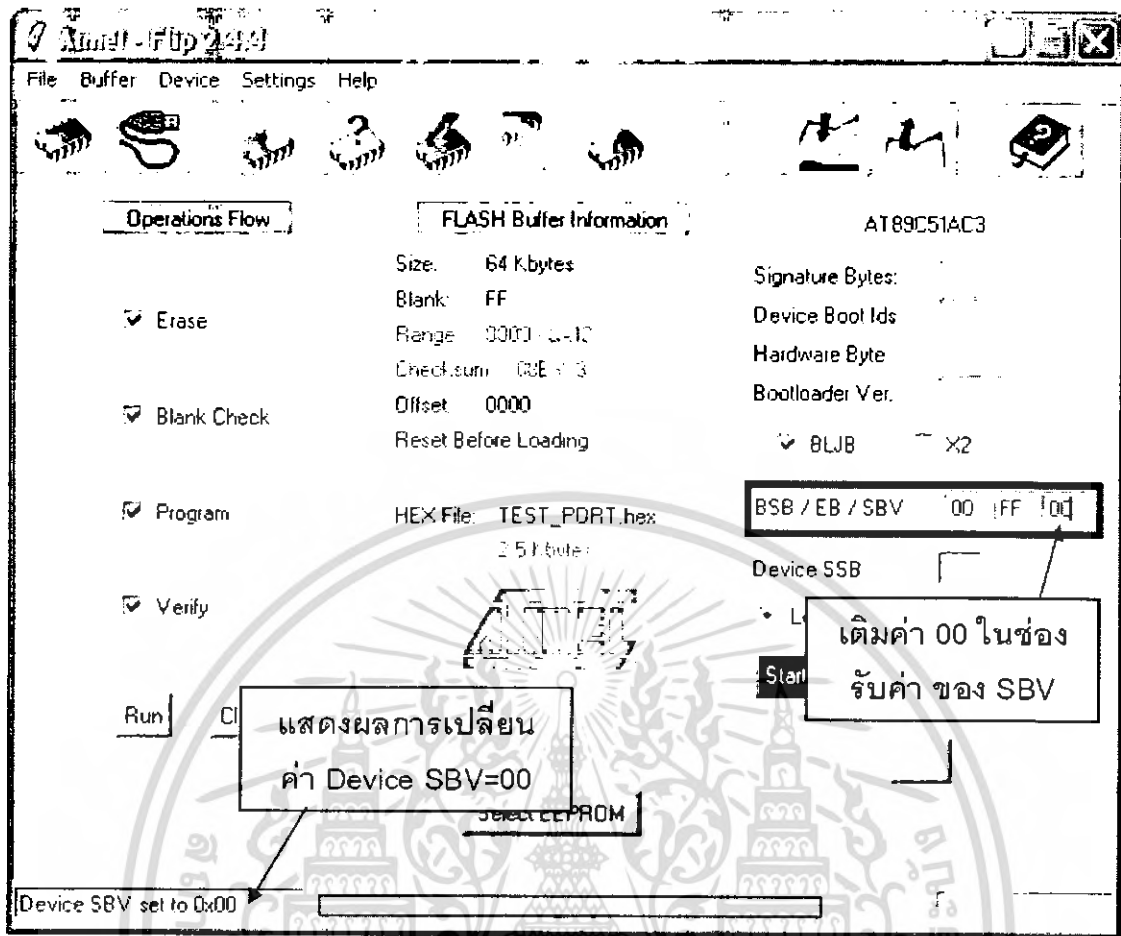 Atmel - Flip 2.4.4
File Buffer Device Settings Help
Operations Flow
Erase
Blank Check
Program
Verify
Run
FLASH Buffer Information
Size: 64 Kbytes
Blank: FF
Range
Checksum
Offset 0000
Reset Before Loading
HEX File: TEST_PORT.hex
2.5 Kbytes
Select EEPROM
AT89C51AC3
Signature Bytes:
Device Boot Ids
Hardware Byte
Bootloader Ver.
BLJB X2
BSB / EB / SBV 00 FF 00
Device SSB
เติมค่า 00 ในช่อง
รับค่า ของ SBV
แสดงผลการเปลี่ยน
ค่า Device SBV=00
Device SBV set to 0x00